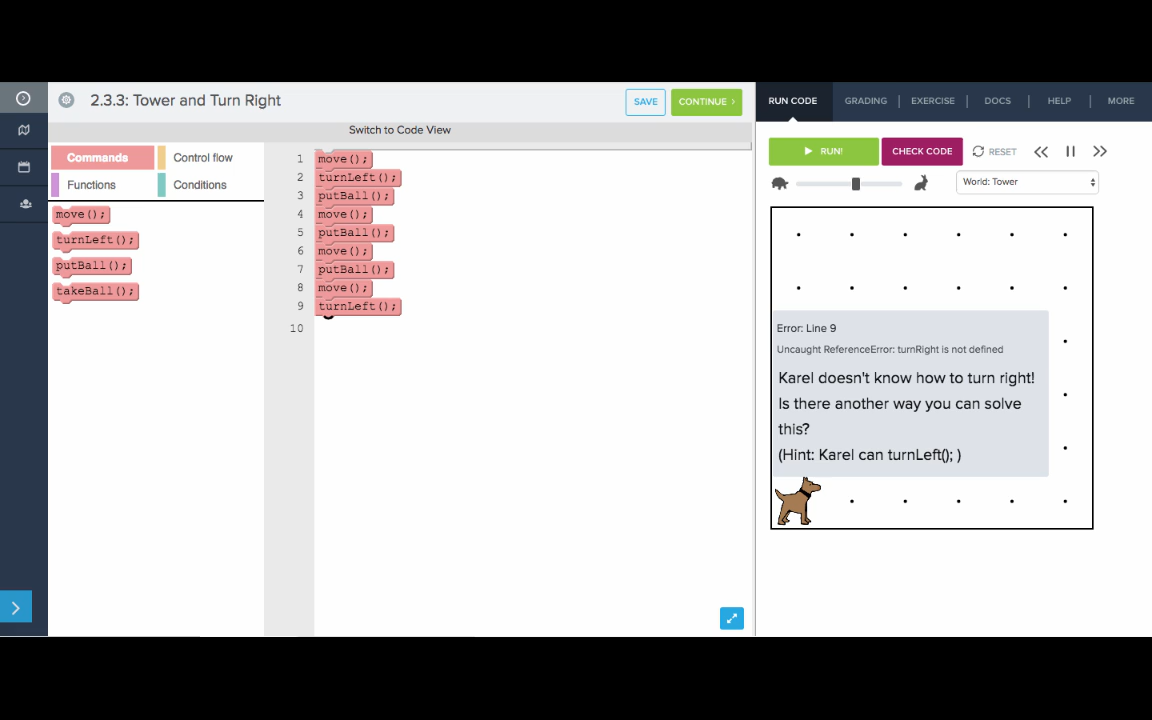 2.3.3: Tower and Turn Right
SAVE
CONTINUE ›
Switch to Code View
Commands
Control flow
Functions
Conditions
move();
turnLeft();
putBall();
takeBall();
1 move();
2 turnLeft();
3 putBall();
4 move();
5 putBall();
6 move();
7 putBall();
8 move();
9 turnLeft();
10
RUN CODE | GRADING | EXERCISE | DOCS | HELP | MORE
RUN!
CHECK CODE
RESET
World: Tower
Error: Line 9
Uncaught ReferenceError: turnRight is not defined
Karel doesn't know how to turn right!
Is there another way you can solve
this?
(Hint: Karel can turnLeft(); )